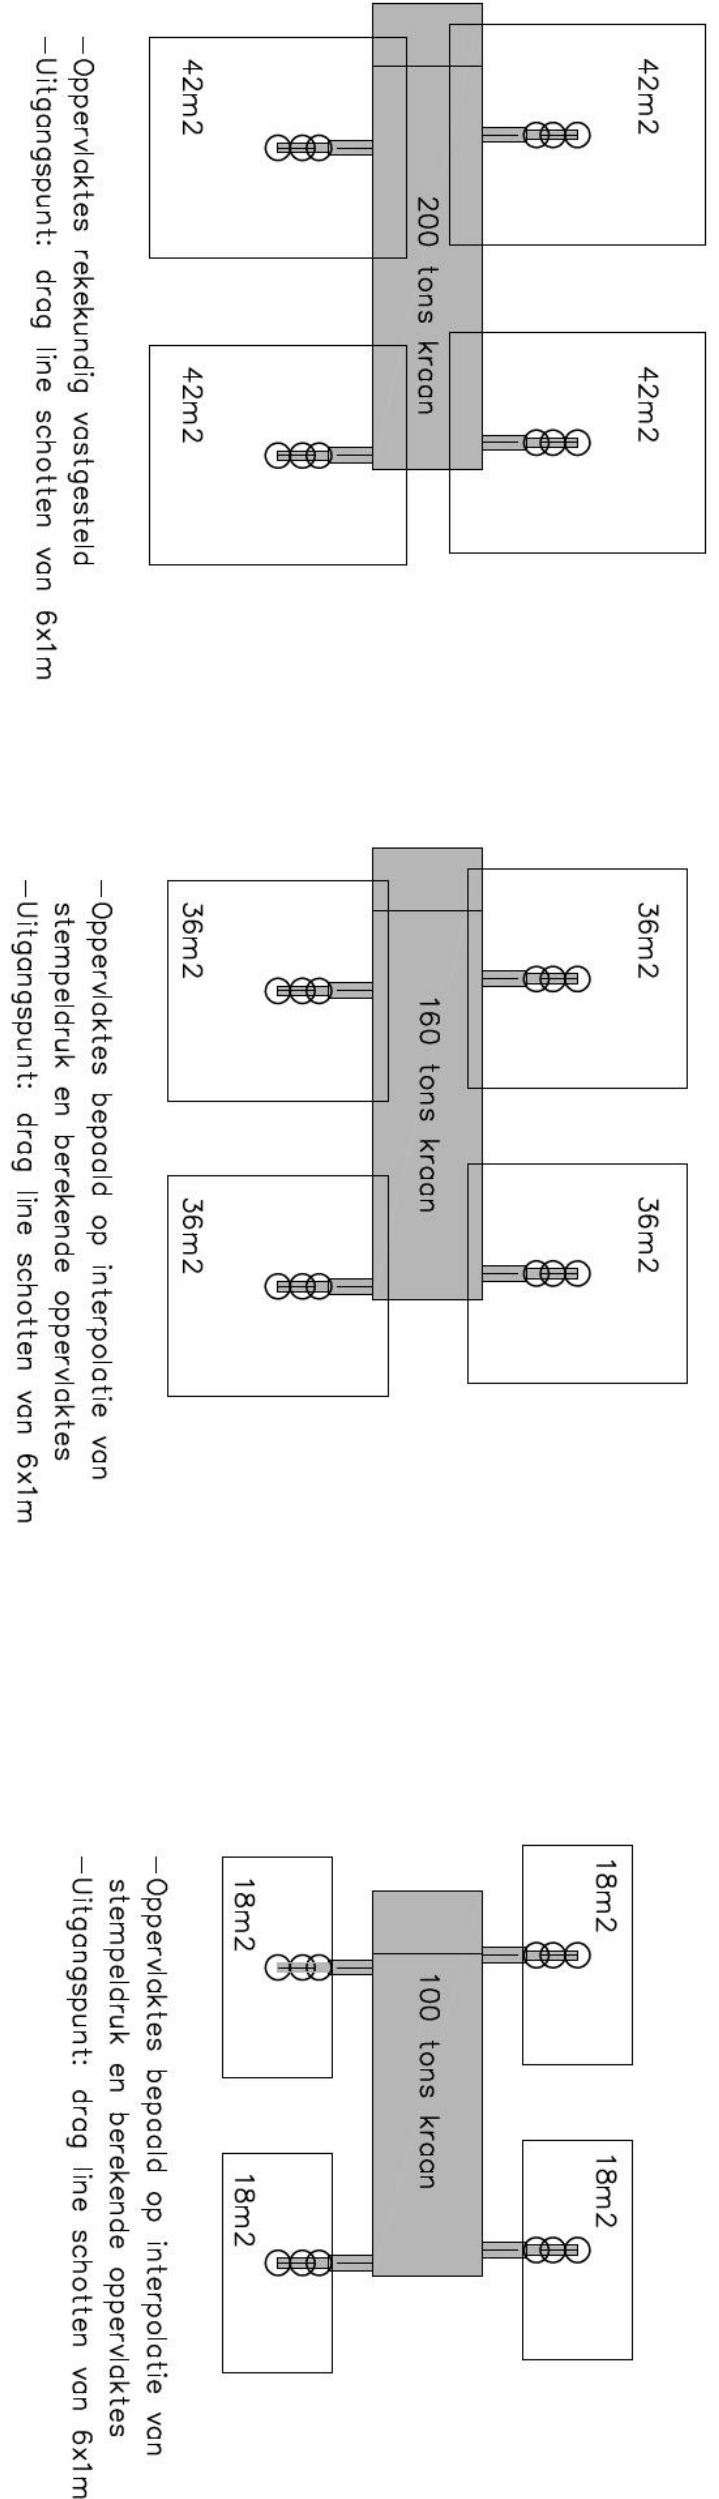 42m2
42m2
200 tons kraan
42m2
42m2
-Oppervlaktes rekekundig vastgesteld
-Uitgangspunt: drag line schotten van 6x1m
36m2
36m2
160 tons kraan
36m2
36m2
-Oppervlaktes bepaald op interpolatie van
stempeldruk en berekende oppervlaktes
-Uitgangspunt: drag line schotten van 6x1m
18m2
18m2
100 tons kraan
18m2
18m2
-Oppervlaktes bepaald op interpolatie van
stempeldruk en berekende oppervlaktes
-Uitgangspunt: drag line schotten van 6x1m